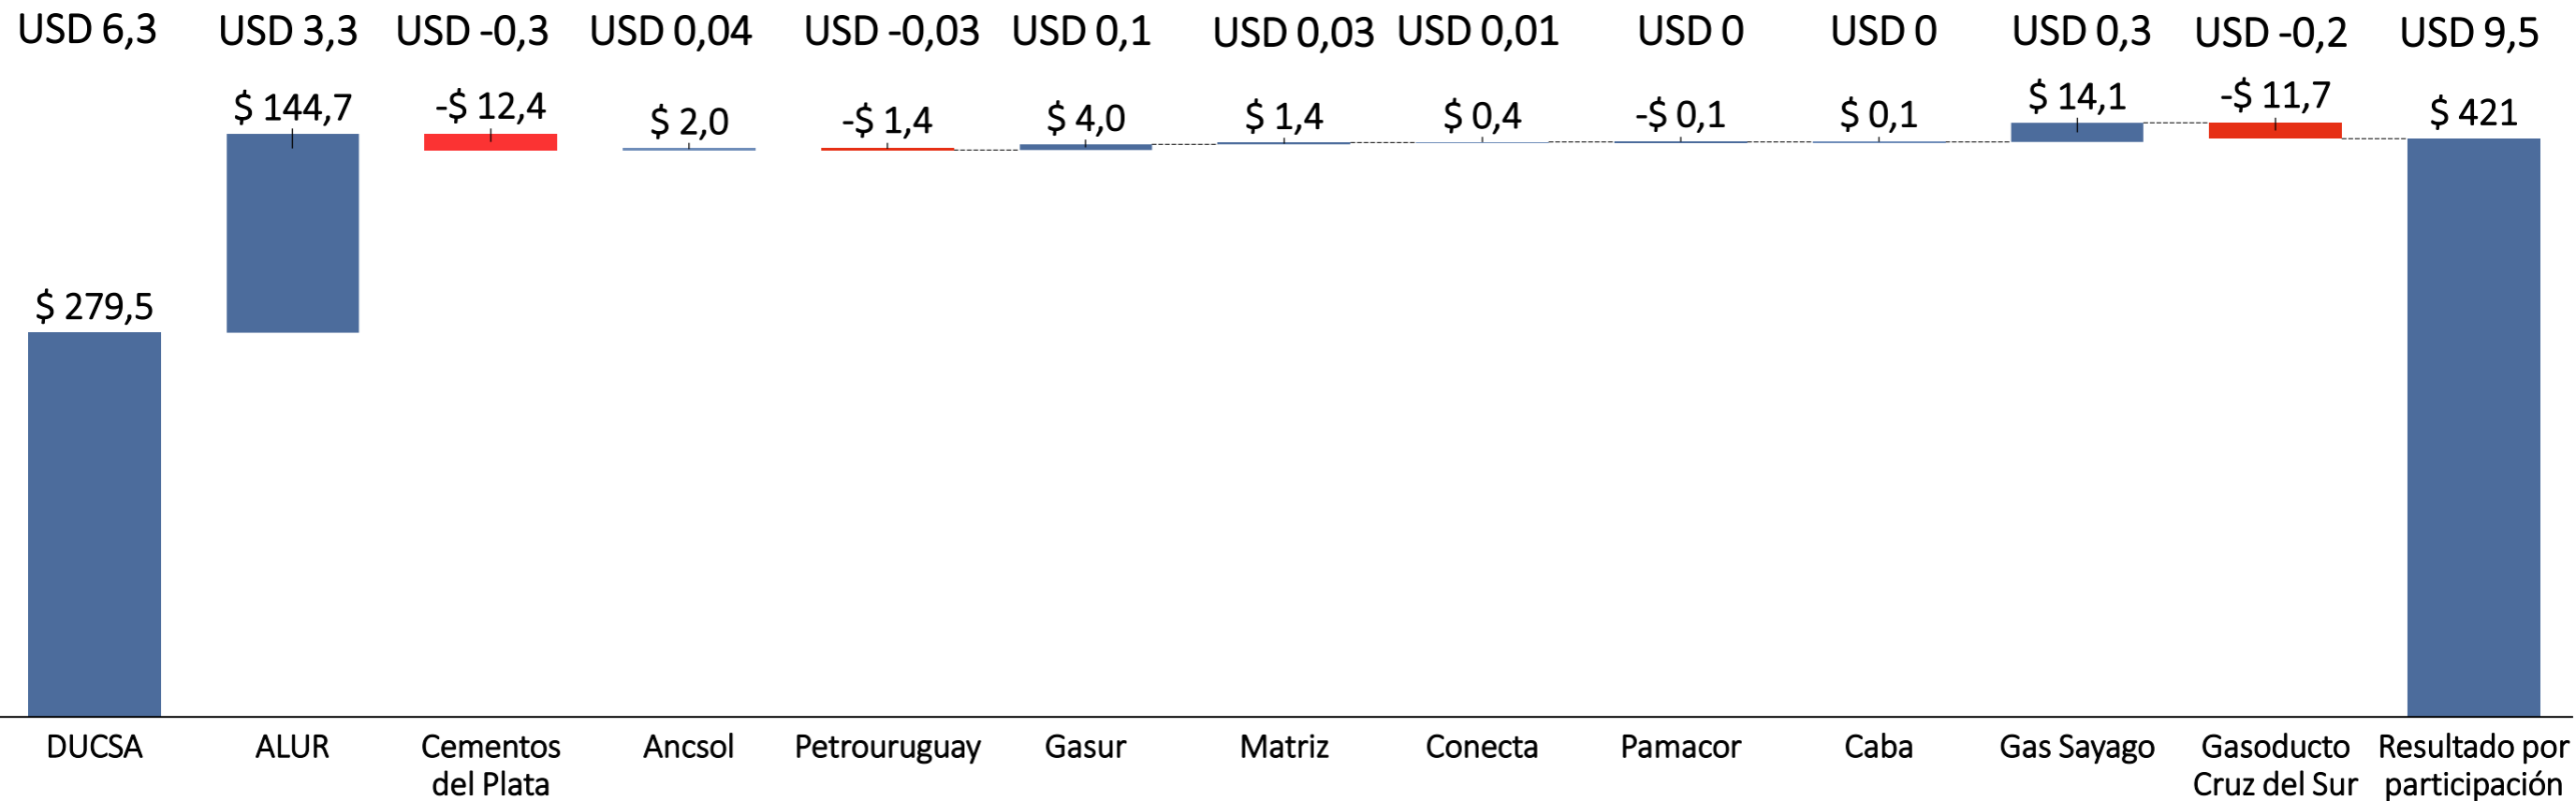 USD 6,3 USD 3,3 USD -0,3 USD 0,04 USD -0,03 USD 0,1 USD 0,03 USD 0,01 USD 0 USD 0 USD 0,3 USD -0,2 USD 9,5
$ 144,7 -$ 12,4 $ 2,0 -$ 1,4 $ 4,0 $ 1,4 $ 0,4 -$ 0,1 $ 0,1 $ 14,1 -$ 11,7 $ 421
$ 279,5
DUCSA ALUR Cementos Ancsol Petrouruguay Gasur Matriz Conecta Pamacor Caba Gas Sayago Gasoducto Resultado por
del Plata Cruz del Sur participación